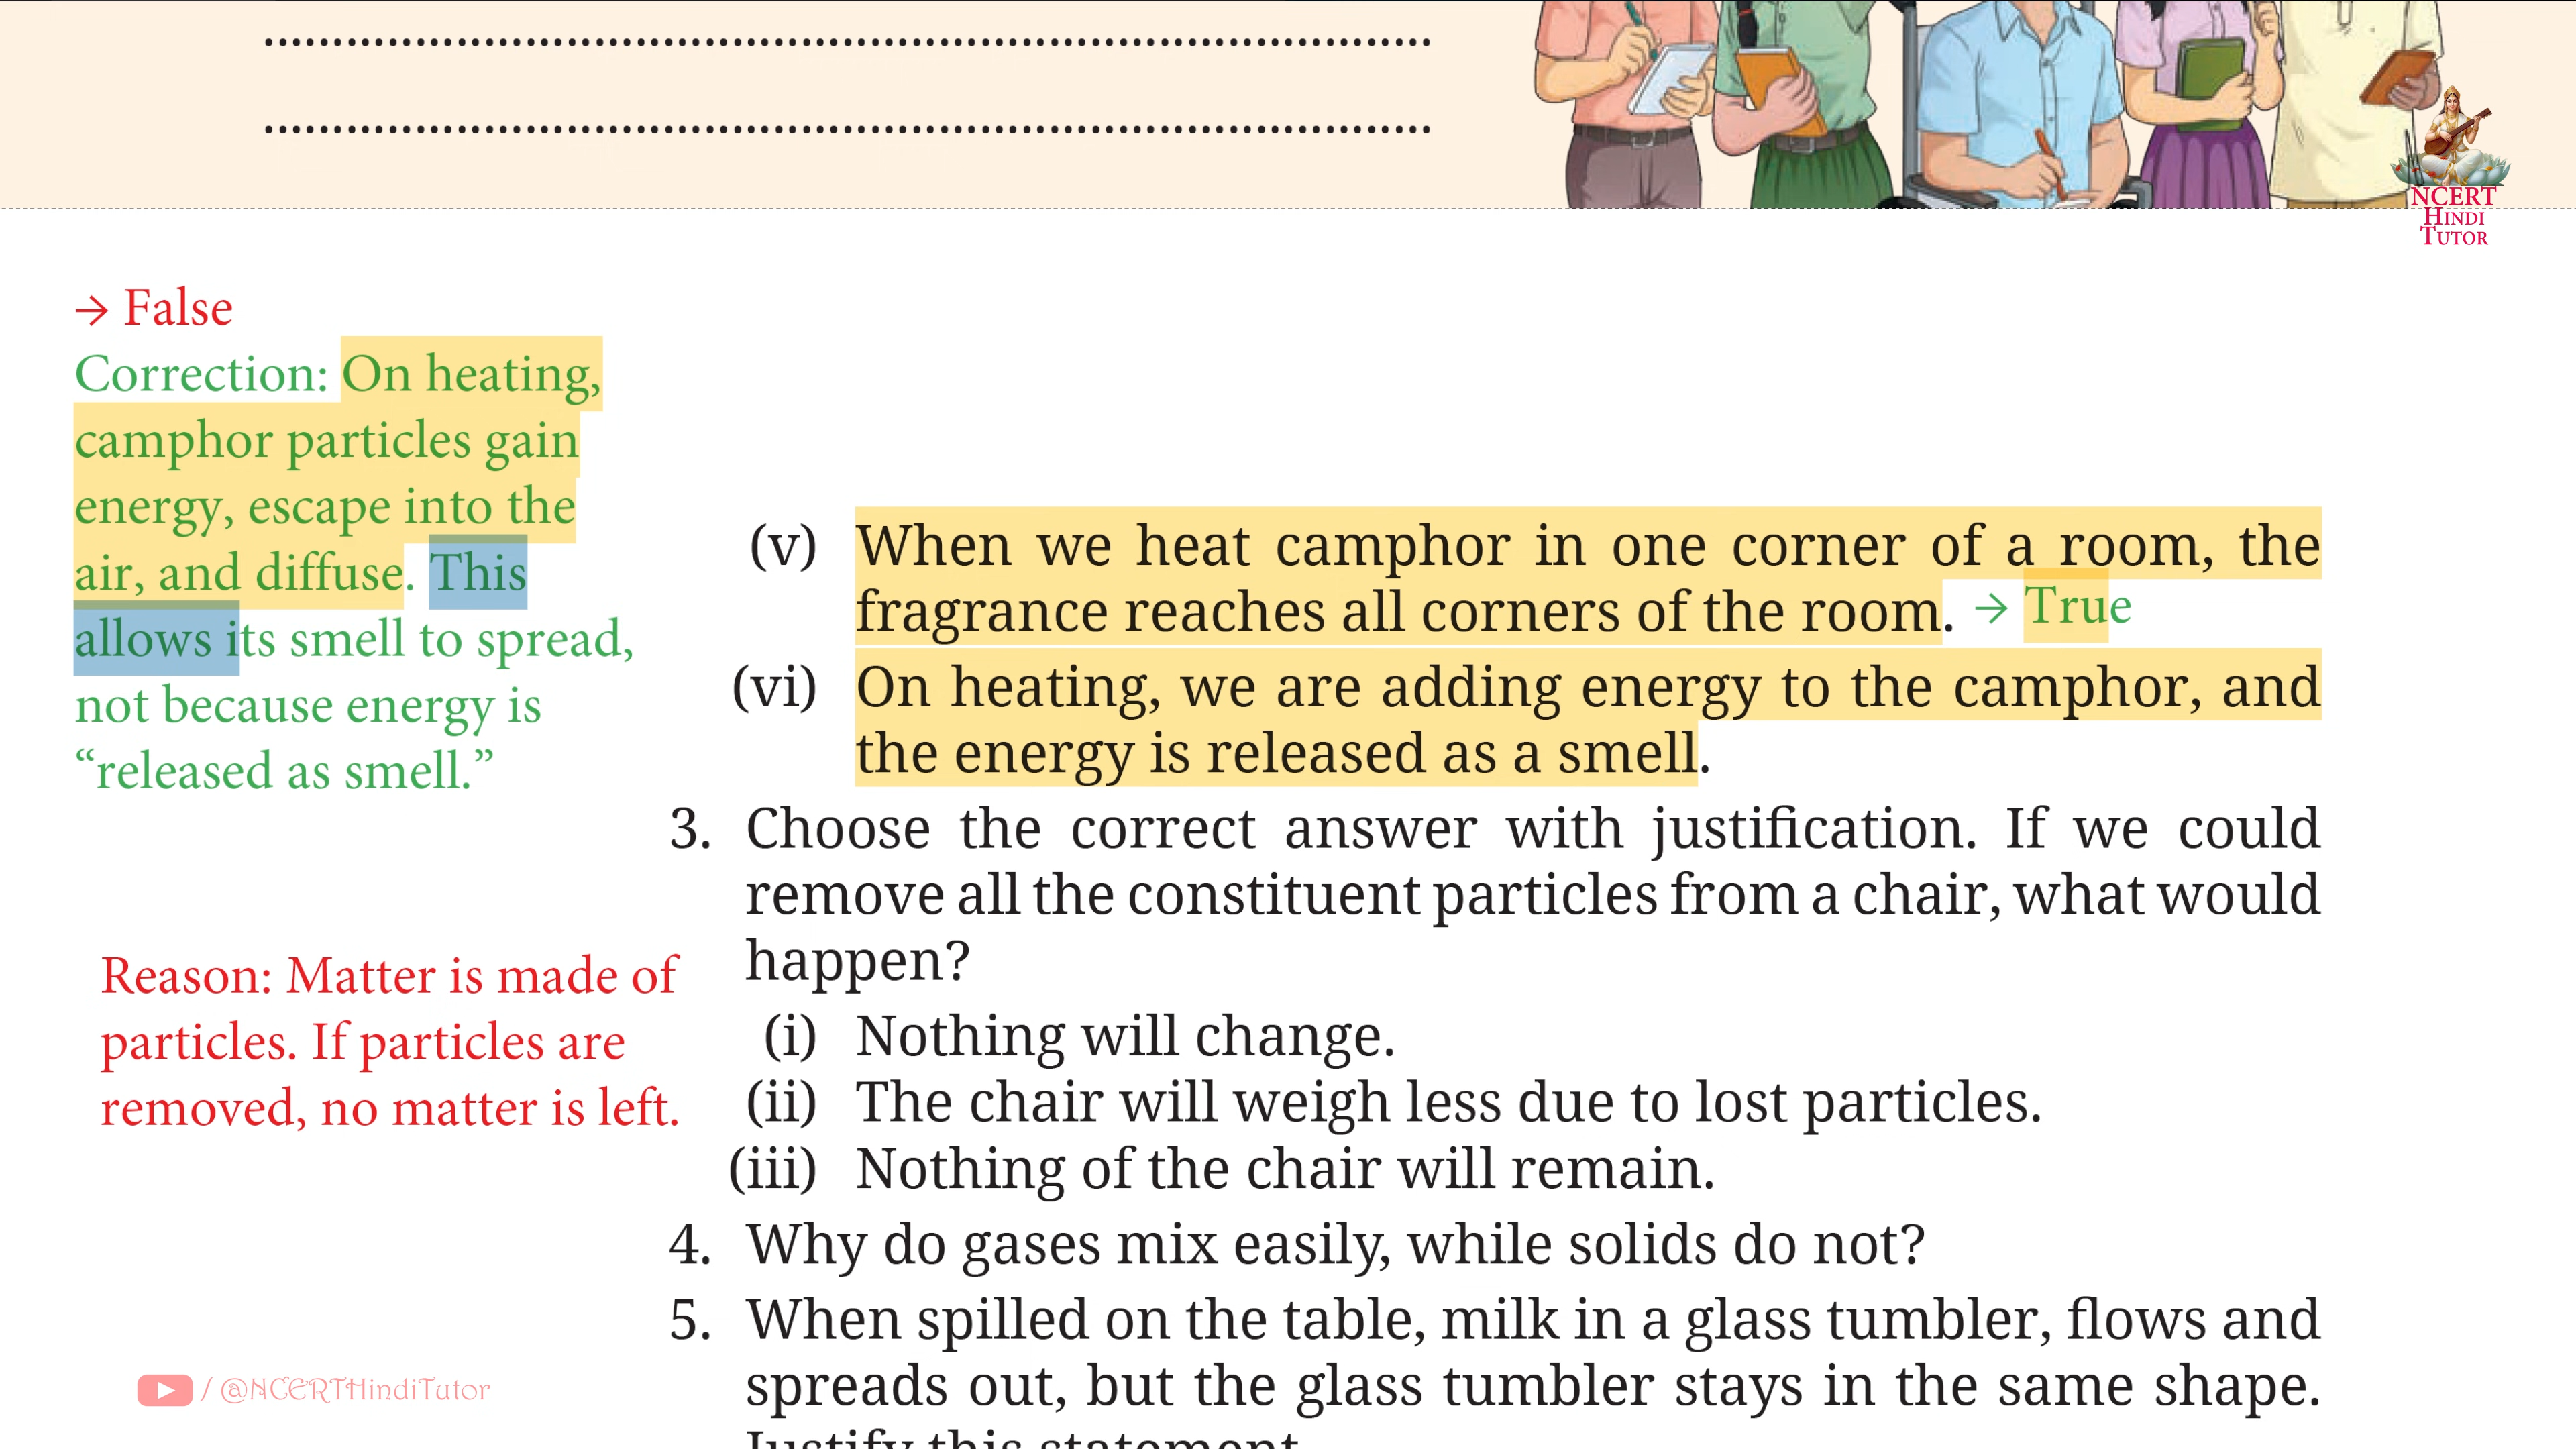 NCERT
HINDI
TUTOR
→ False
Correction: On heating,
camphor particles gain
energy, escape into the
air, and diffuse. This
allows its smell to spread,
not because energy is
“released as smell.”
(v) When we heat camphor in one corner of a room, the
fragrance reaches all corners of the room. → True
(vi) On heating, we are adding energy to the camphor, and
the energy is released as a smell.
3. Choose the correct answer with justification. If we could
remove all the constituent particles from a chair, what would
happen?
Reason: Matter is made of
particles. If particles are
removed, no matter is left.
(i) Nothing will change.
(ii) The chair will weigh less due to lost particles.
(iii) Nothing of the chair will remain.
4. Why do gases mix easily, while solids do not?
5. When spilled on the table, milk in a glass tumbler, flows and
spreads out, but the glass tumbler stays in the same shape.
Justify this statement.
/ @NCERTHindiTutor